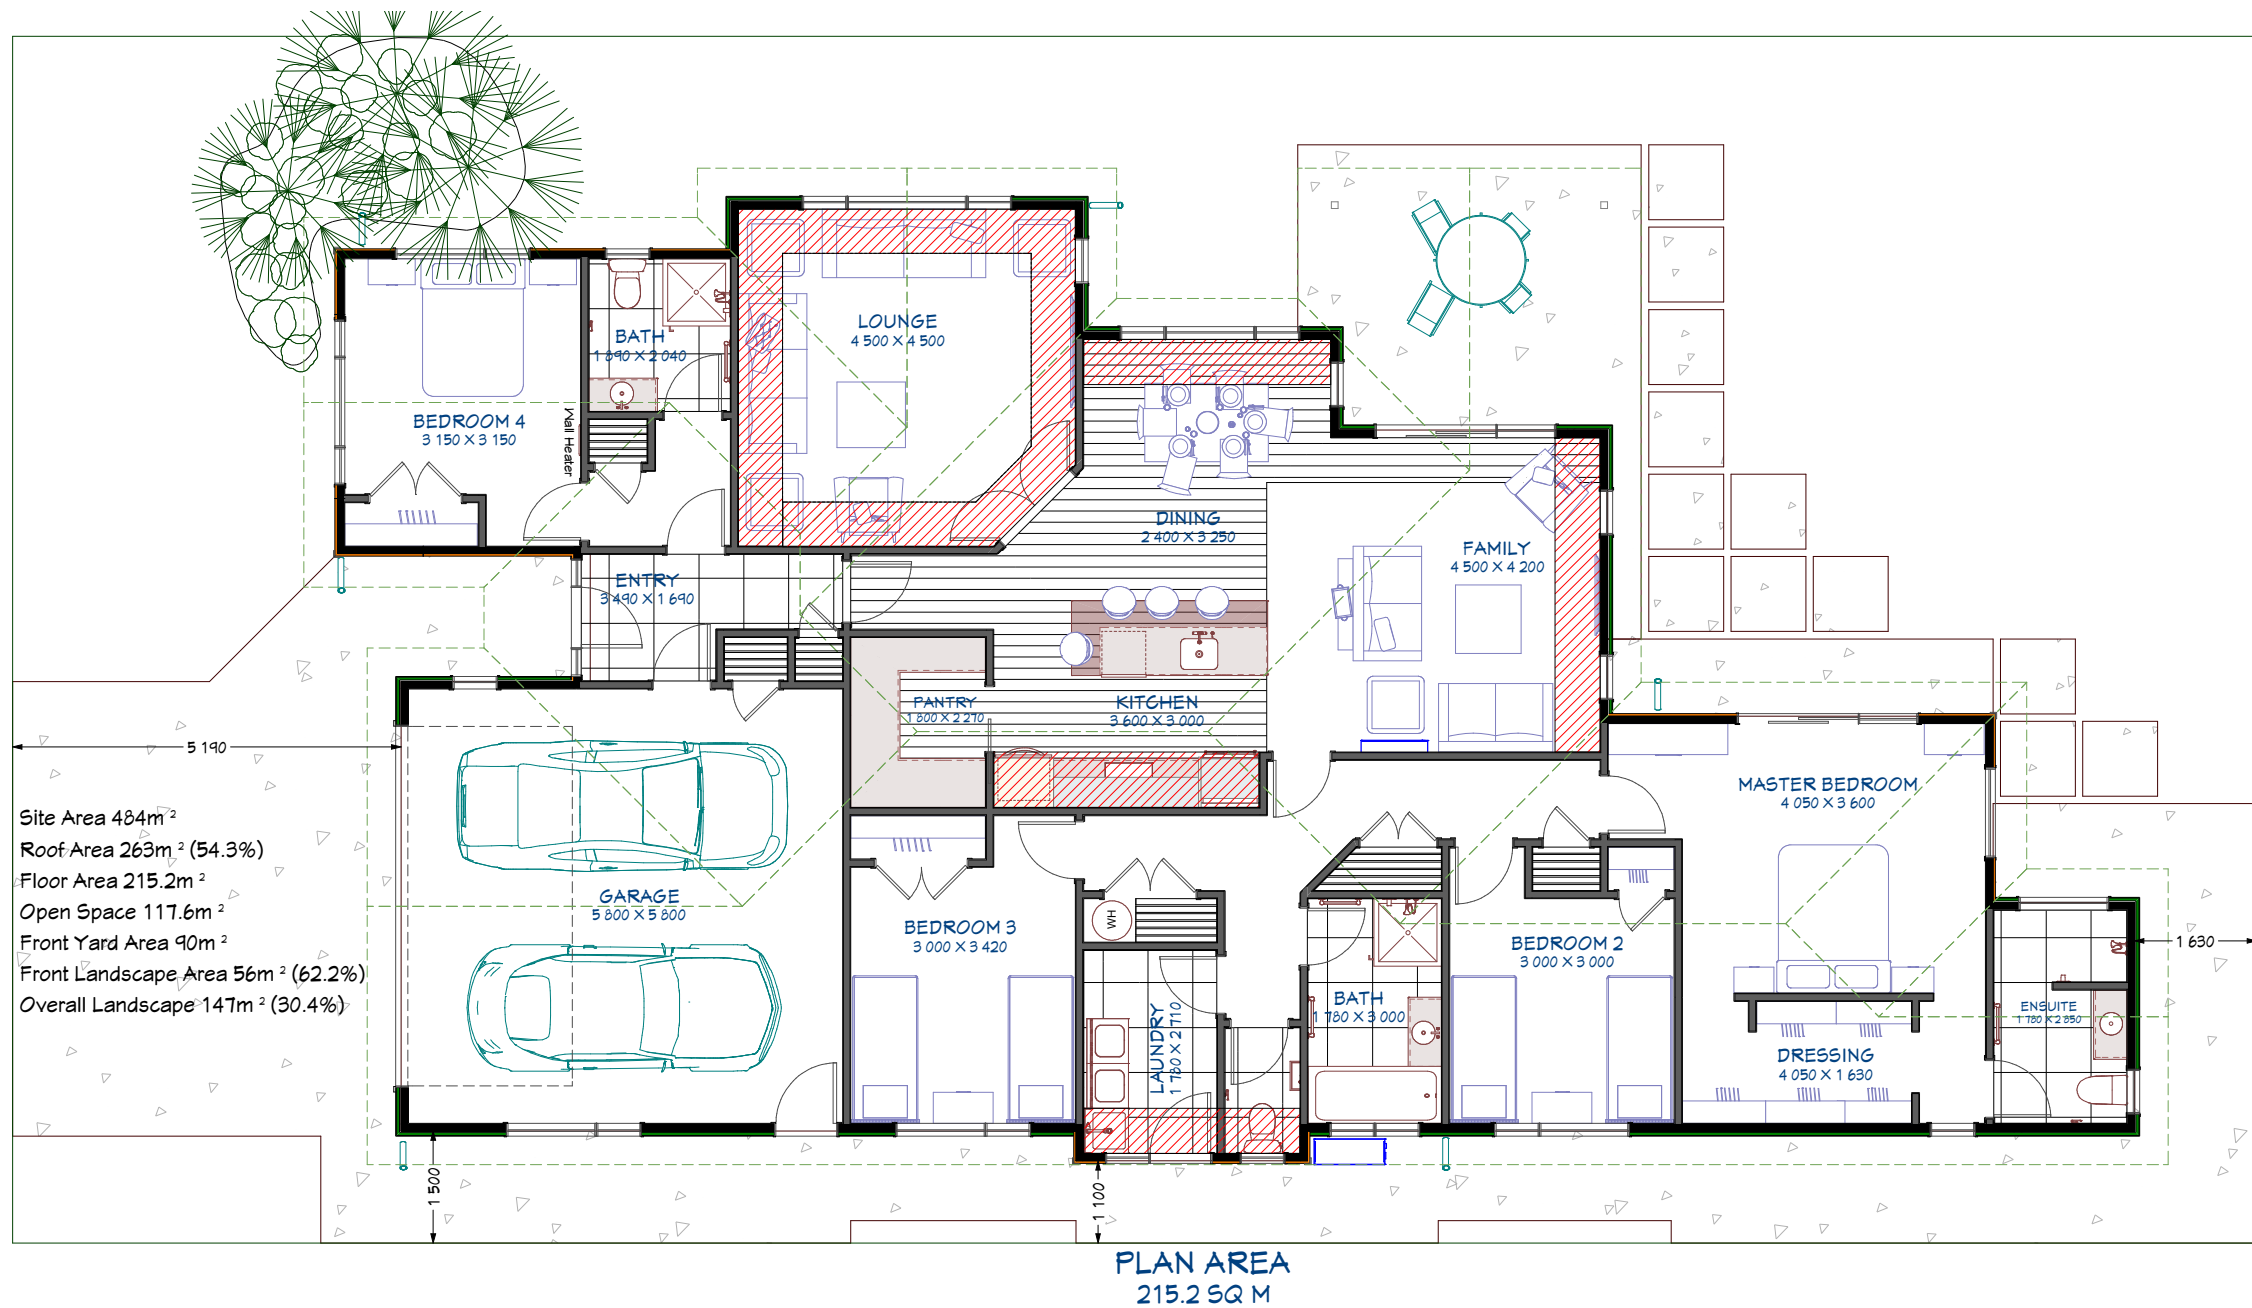 LOUNGE
4 500 X 4 500
BATH
1 890 X 2 040
BEDROOM 4
3 150 X 3 150
Wall Heater
DINING
2 400 X 3 250
FAMILY
4 500 X 4 200
ENTRY
3 490 X 1 690
PANTRY
1 800 X 2 270
KITCHEN
3 600 X 3 000
5 190
MASTER BEDROOM
4 050 X 3 600
Site Area 484m ²
Roof Area 263m ² (54.3%)
Floor Area 215.2m ²
Open Space 117.6m ²
Front Yard Area 90m ²
Front Landscape Area 56m ² (62.2%)
Overall Landscape 147m ² (30.4%)
GARAGE
5 800 X 5 800
BEDROOM 3
3 000 X 3 420
WH
BEDROOM 2
3 000 X 3 000
1 630
BATH
1 780 X 3 000
LAUNDRY
1 780 X 2 710
ENSUITE
1 780 X 2 850
DRESSING
4 050 X 1 630
1 500
1 100
PLAN AREA
215.2 SQ M